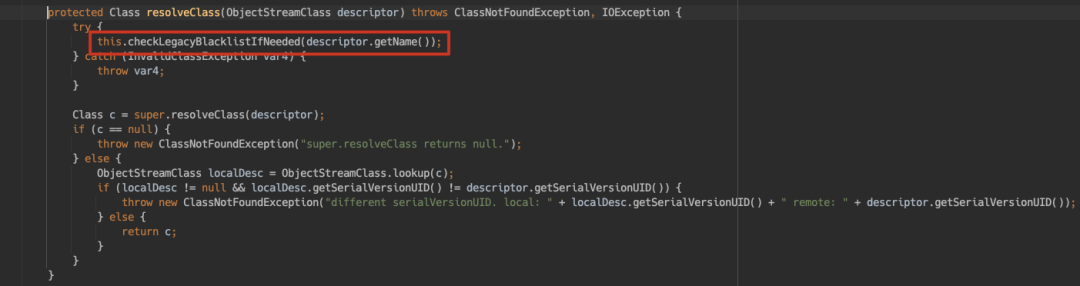 protected Class resolveClass(ObjectStreamClass descriptor) throws ClassNotFoundException, IOException {
try {
this.checkLegacyBlacklistIfNeeded(descriptor.getName());
} catch (InvalidClassException var4) {
throw var4;
}
Class c = super.resolveClass(descriptor);
if (c == null) {
throw new ClassNotFoundException("super.resolveClass returns null.");
} else {
ObjectStreamClass localDesc = ObjectStreamClass.lookup(c);
if (localDesc != null && localDesc.getSerialVersionUID() != descriptor.getSerialVersionUID()) {
throw new ClassNotFoundException("different serialVersionUID. local: " + localDesc.getSerialVersionUID() + " remote: " + descriptor.getSerialVersionUID());
} else {
return c;
}
}
}